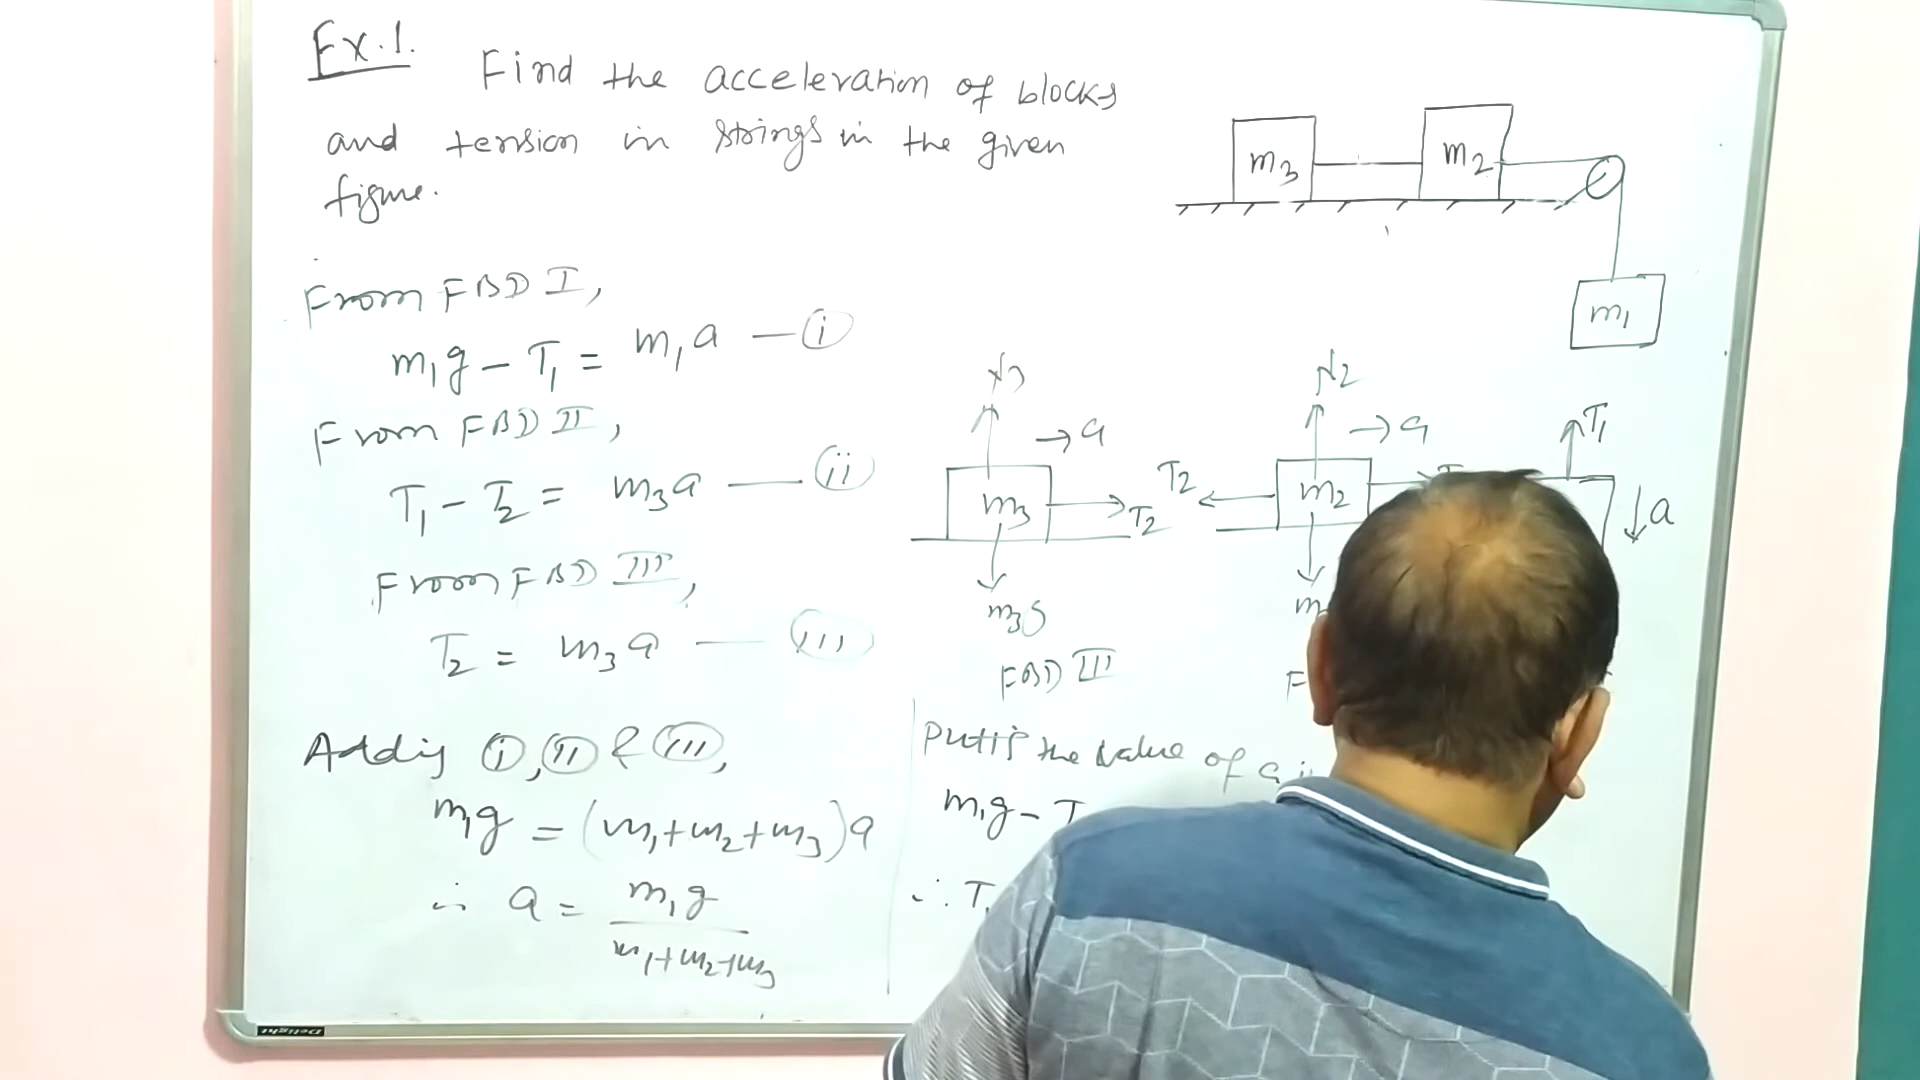 Ex.1.
Find the acceleration of blocks
and tension in strings in the given
figure.
m3
m2
m1
From FBD I,
m1g - T1 = m1a — (i)
From FBD II,
T1 - T2 = m3a — (ii)
From FBD III,
T2 = m3a — (iii)
N3
→ a
m3
T2
m3g
FBD III
N2
→ a
T2
m2
T1
↓ a
Adding (i), (ii) & (iii),
m1g = (m1+m2+m3)a
a = m1g
m1+m2+m3
the value of a
m1g -
∴ T1
Delight